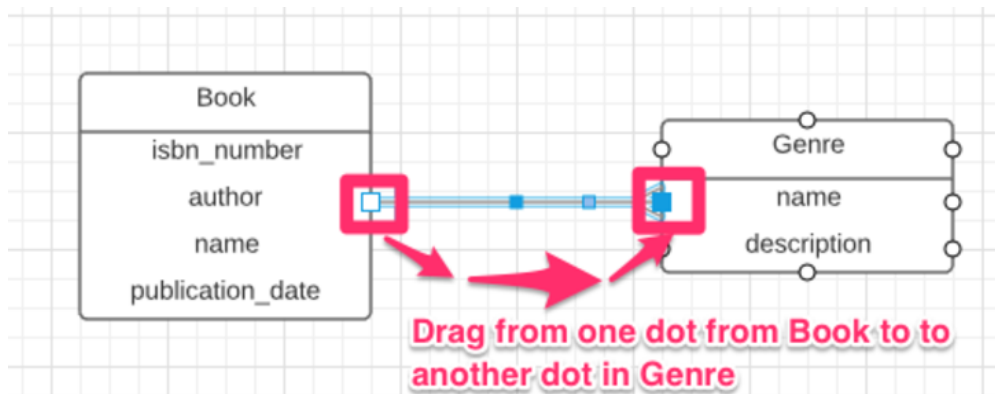 Book
isbn_number
author
name
publication_date
Genre
name
description
Drag from one dot from Book to to
another dot in Genre